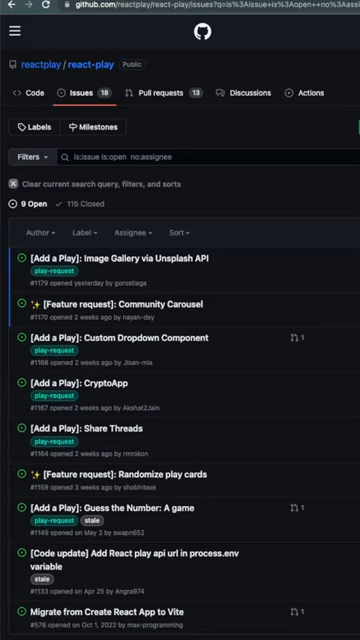 github.com/reactplay/react-play/issues?q=is%3Aissue+is%3Aopen++no%3Aassi
reactplay / react-play Public
Code Issues 18 Pull requests 13 Discussions Actions
Labels Milestones
Filters is:issue is:open no:assignee
Clear current search query, filters, and sorts
9 Open 115 Closed
Author Label Assignee Sort
[Add a Play]: Image Gallery via Unsplash API
play-request
#1179 opened yesterday by gorostiaga
✨ [Feature request]: Community Carousel
#1170 opened 2 weeks ago by nayan-dey
[Add a Play]: Custom Dropdown Component 1
play-request
#1168 opened 2 weeks ago by Jisan-mia
[Add a Play]: CryptoApp
play-request
#1167 opened 2 weeks ago by Akshat2Jain
[Add a Play]: Share Threads
play-request
#1164 opened 2 weeks ago by rmrokon
✨ [Feature request]: Randomize play cards
#1159 opened 3 weeks ago by shobhitexe
[Add a Play]: Guess the Number: A game 1
play-request stale
#1149 opened on May 3 by swapn652
[Code update] Add React play api url in process.env
variable
stale
#1133 opened on Apr 25 by Angra974
Migrate from Create React App to Vite 1
#578 opened on Oct 1, 2022 by max-programming